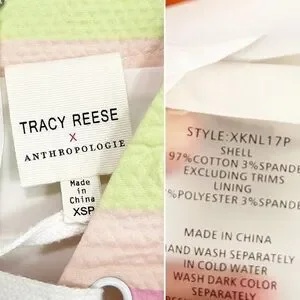 TRACY REESE
x
ANTHROPOLOGIE
Made
in
China
XSP
STYLE:XKNL17P
SHELL
97%COTTON 3%SPANDE
EXCLUDING TRIMS
LINING
%POLYESTER 3%SPANDE
MADE IN CHINA
AND WASH SEPARATELY
IN COLD WATER
WASH DARK COLOR
SEPARATELY